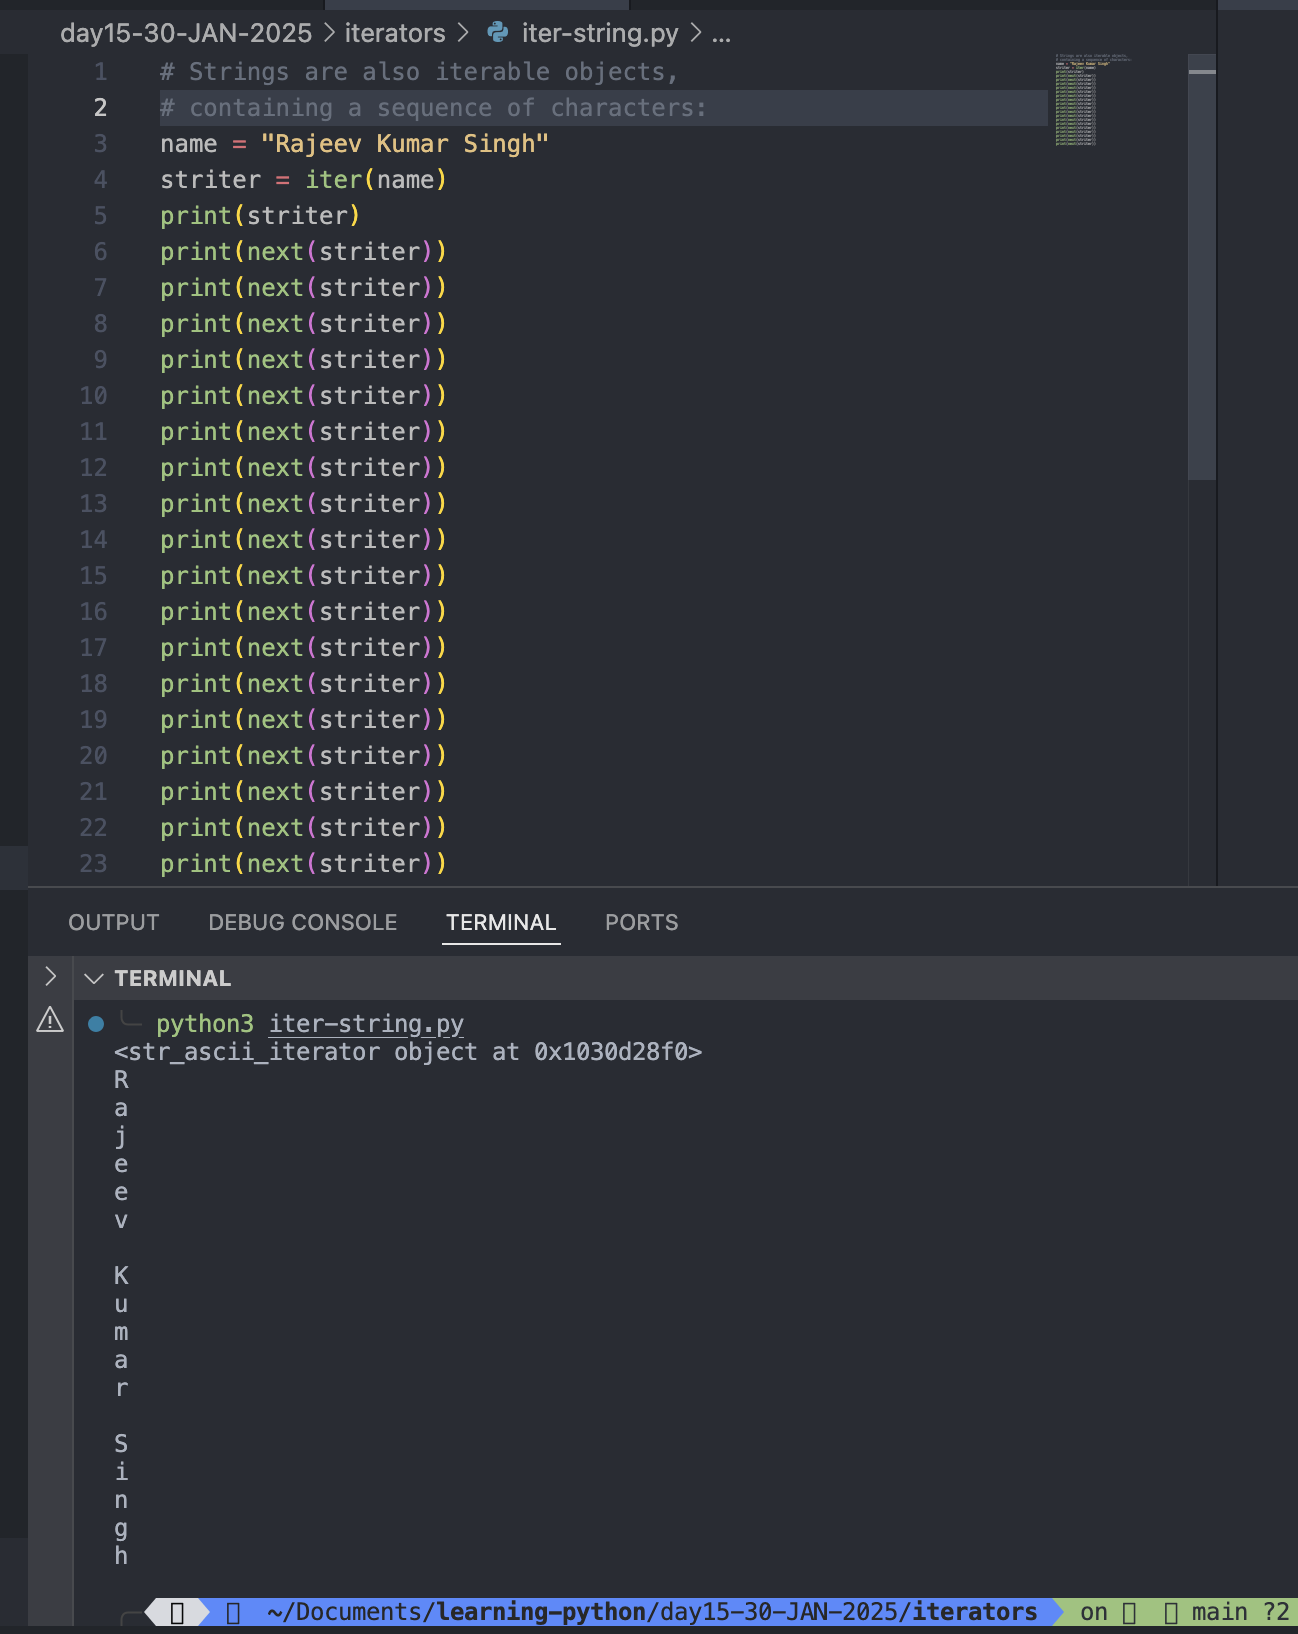 day15-30-JAN-2025 > iterators > iter-string.py > ...
1 # Strings are also iterable objects,
2 # containing a sequence of characters:
3 name = "Rajeev Kumar Singh"
4 striter = iter(name)
5 print(striter)
6 print(next(striter))
7 print(next(striter))
8 print(next(striter))
9 print(next(striter))
10 print(next(striter))
11 print(next(striter))
12 print(next(striter))
13 print(next(striter))
14 print(next(striter))
15 print(next(striter))
16 print(next(striter))
17 print(next(striter))
18 print(next(striter))
19 print(next(striter))
20 print(next(striter))
21 print(next(striter))
22 print(next(striter))
23 print(next(striter))
OUTPUT DEBUG CONSOLE TERMINAL PORTS
TERMINAL
python3 iter-string.py
<str_ascii_iterator object at 0x1030d28f0>
R
a
j
e
e
v
K
u
m
a
r
S
i
n
g
h
~/Documents/learning-python/day15-30-JAN-2025/iterators on main ?2